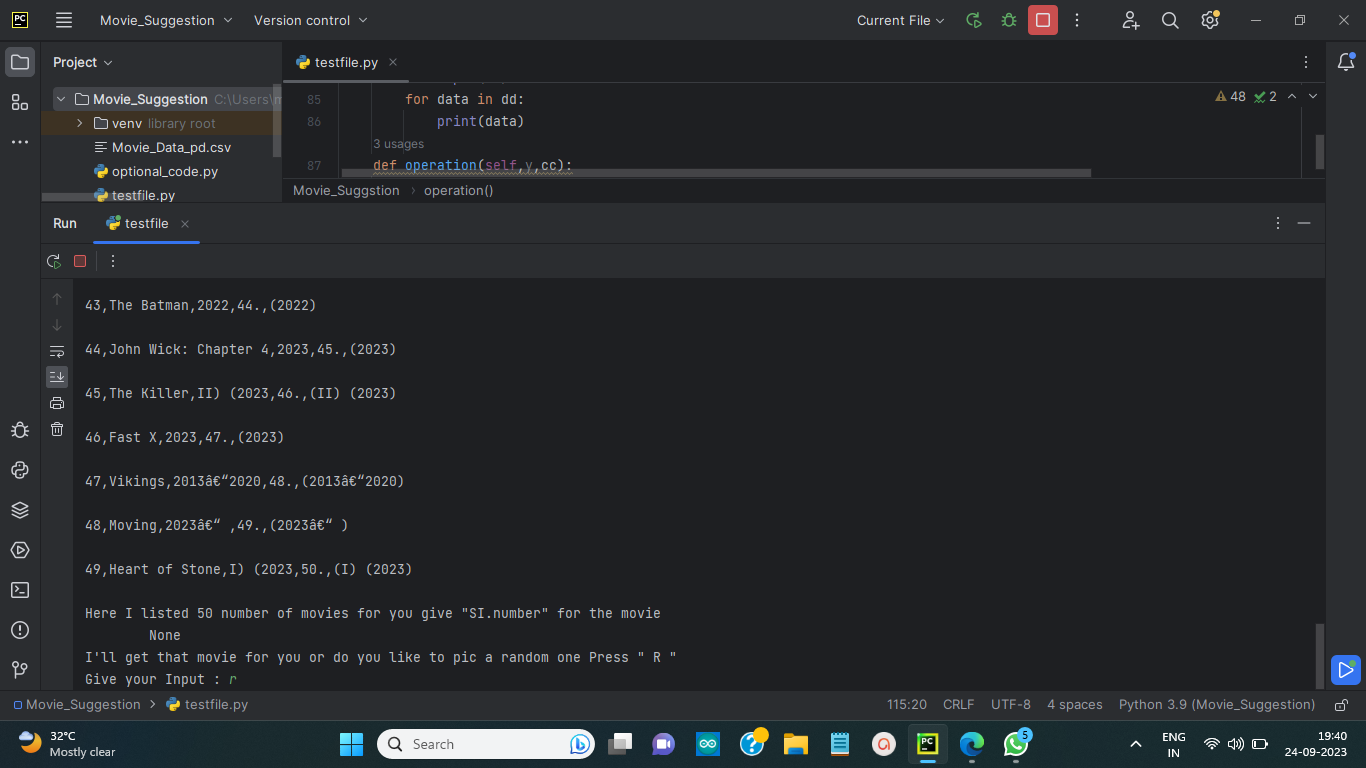 PC
Movie_Suggestion
Version control
Current File
Project
testfile.py
Movie_Suggestion C:\Users\
venv library root
Movie_Data_pd.csv
optional_code.py
testfile.py
85 for data in dd:
86 print(data)
3 usages
87 def operation(self,y,cc):
48 2
Movie_Suggstion > operation()
Run testfile
43,The Batman,2022,44.,(2022)
44,John Wick: Chapter 4,2023,45.,(2023)
45,The Killer,II) (2023,46.,(II) (2023)
46,Fast X,2023,47.,(2023)
47,Vikings,2013â€“2020,48.,(2013â€“2020)
48,Moving,2023â€“ ,49.,(2023â€“ )
49,Heart of Stone,I) (2023,50.,(I) (2023)
Here I listed 50 number of movies for you give "SI.number" for the movie
None
I'll get that movie for you or do you like to pic a random one Press " R "
Give your Input : r
Movie_Suggestion > testfile.py
115:20 CRLF UTF-8 4 spaces Python 3.9 (Movie_Suggestion)
32°C
Mostly clear
Search
PC
5
ENG
IN
19:40
24-09-2023